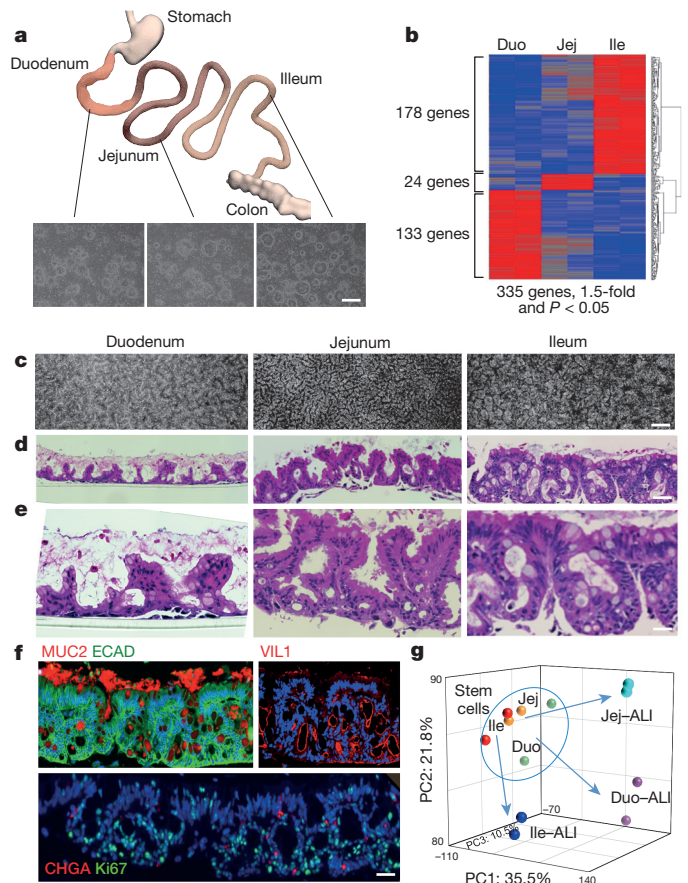 a
Stomach
Duodenum
Illeum
Jejunum
Colon
b
Duo Jej Ile
178 genes
24 genes
133 genes
335 genes, 1.5-fold
and P < 0.05
Duodenum Jejunum Ileum
c
d
e
f
MUC2 ECAD VIL1
CHGA Ki67
g
90
Stem
cells
Jej
Ile
Duo
Jej–ALI
Duo–ALI
Ile–ALI
PC2: 21.8%
–70
PC3: 10.5%
80
–110
PC1: 35.5%
140